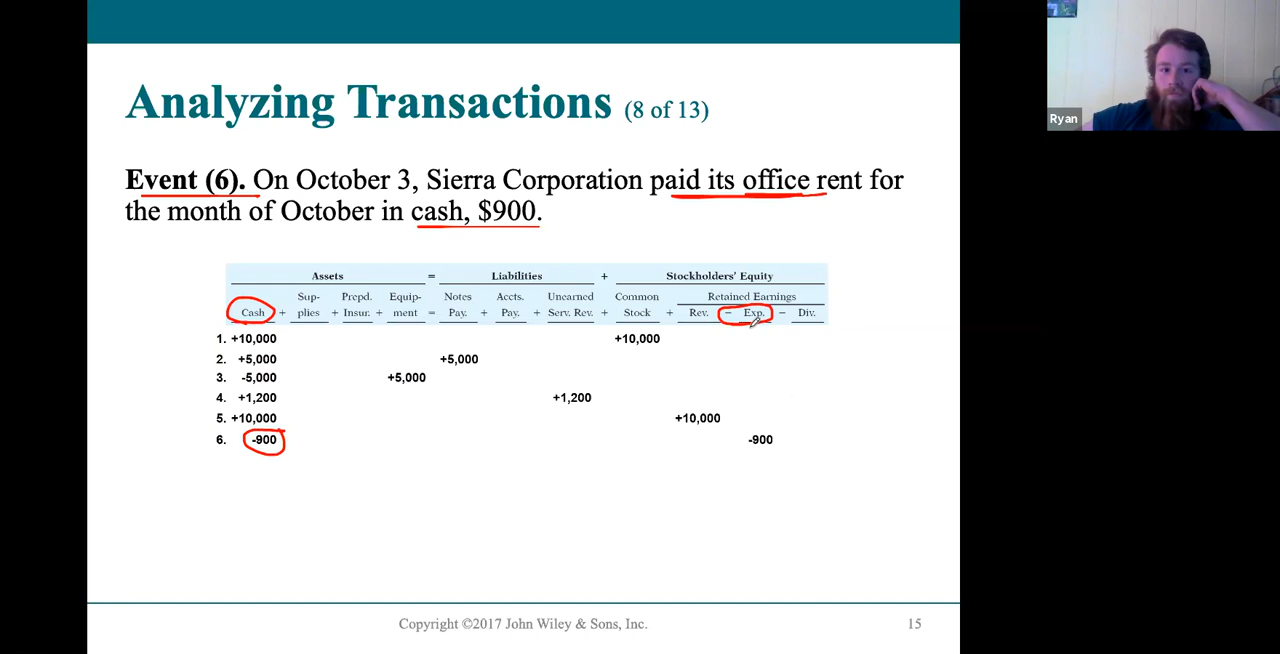 Analyzing Transactions (8 of 13)
Ryan
Event (6). On October 3, Sierra Corporation paid its office rent for
the month of October in cash, $900.
Assets = Liabilities + Stockholders' Equity
Sup- Prepd. Equip- Notes Accts. Unearned Common Retained Earnings
Cash + plies + Insur. + ment = Pay. + Pay. + Serv. Rev. + Stock + Rev. – Exp. – Div.
1. +10,000 +10,000
2. +5,000 +5,000
3. -5,000 +5,000
4. +1,200 +1,200
5. +10,000 +10,000
6. -900 -900
Copyright ©2017 John Wiley & Sons, Inc. 15